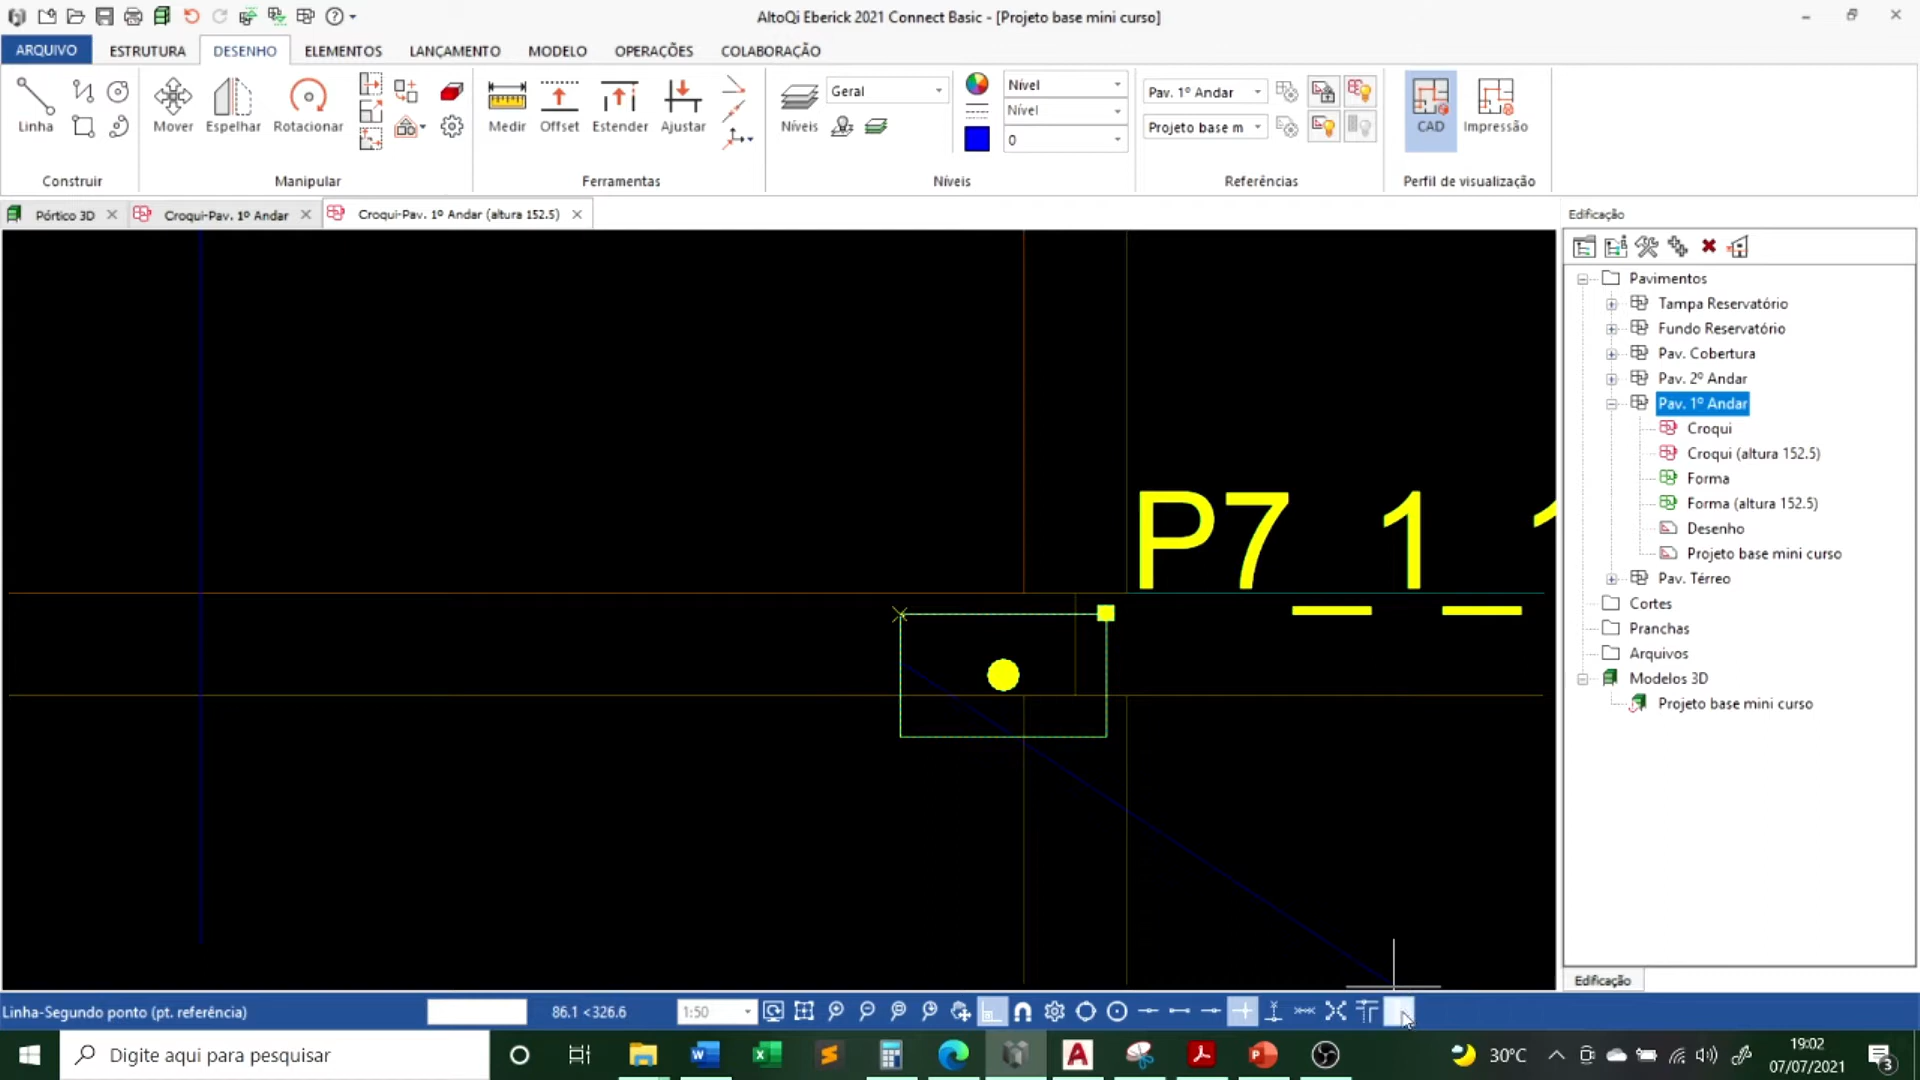 AltoQi Eberick 2021 Connect Basic - [Projeto base mini curso]
ARQUIVO ESTRUTURA DESENHO ELEMENTOS LANÇAMENTO MODELO OPERAÇÕES COLABORAÇÃO
Linha Mover Espelhar Rotacionar Medir Offset Estender Ajustar Níveis
Geral Nível Nível 0
Pav. 1º Andar
Projeto base m
CAD Impressão
Construir Manipular Ferramentas Níveis Referências Perfil de visualização
Pórtico 3D Croqui-Pav. 1º Andar Croqui-Pav. 1º Andar (altura 152.5)
Edificação
Pavimentos
Tampa Reservatório
Fundo Reservatório
Pav. Cobertura
Pav. 2º Andar
Pav. 1º Andar
Croqui
Croqui (altura 152.5)
Forma
Forma (altura 152.5)
Desenho
Projeto base mini curso
Pav. Térreo
Cortes
Pranchas
Arquivos
Modelos 3D
Projeto base mini curso
P7_1_1
Edificação
Linha-Segundo ponto (pt. referência) 86.1 <326.6 1:50
Digite aqui para pesquisar
30°C
19:02
07/07/2021
3